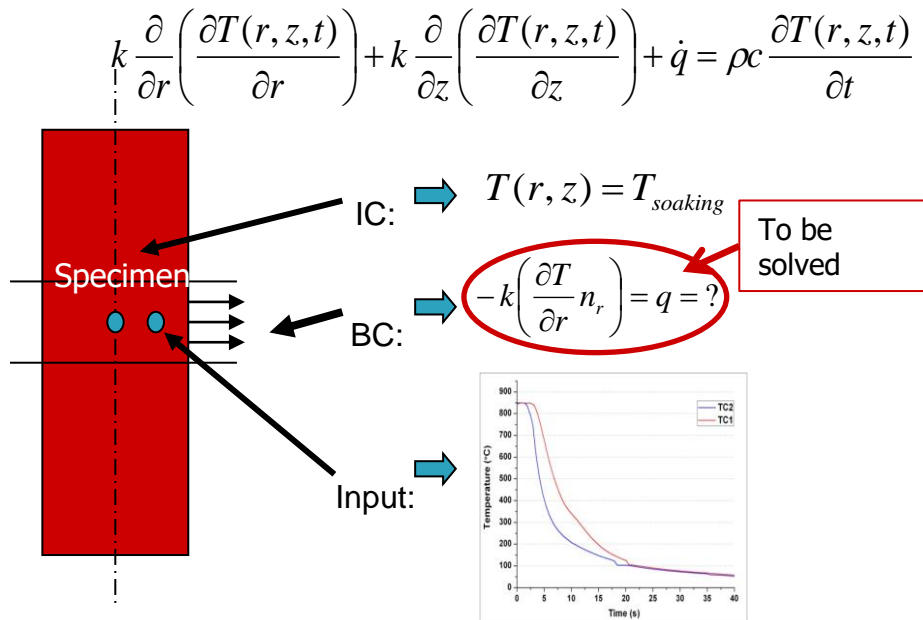 k ∂/∂r (∂T(r,z,t)/∂r) + k ∂/∂z (∂T(r,z,t)/∂z) + q̇ = ρc ∂T(r,z,t)/∂t
IC:
T(r,z) = T_soaking
To be
solved
Specimen
BC:
−k(∂T/∂r n_r) = q = ?
Input:
900
800
700
600
500
400
300
200
100
0
Temperature (°C)
TC2
TC1
0 5 10 15 20 25 30 35 40
Time (s)